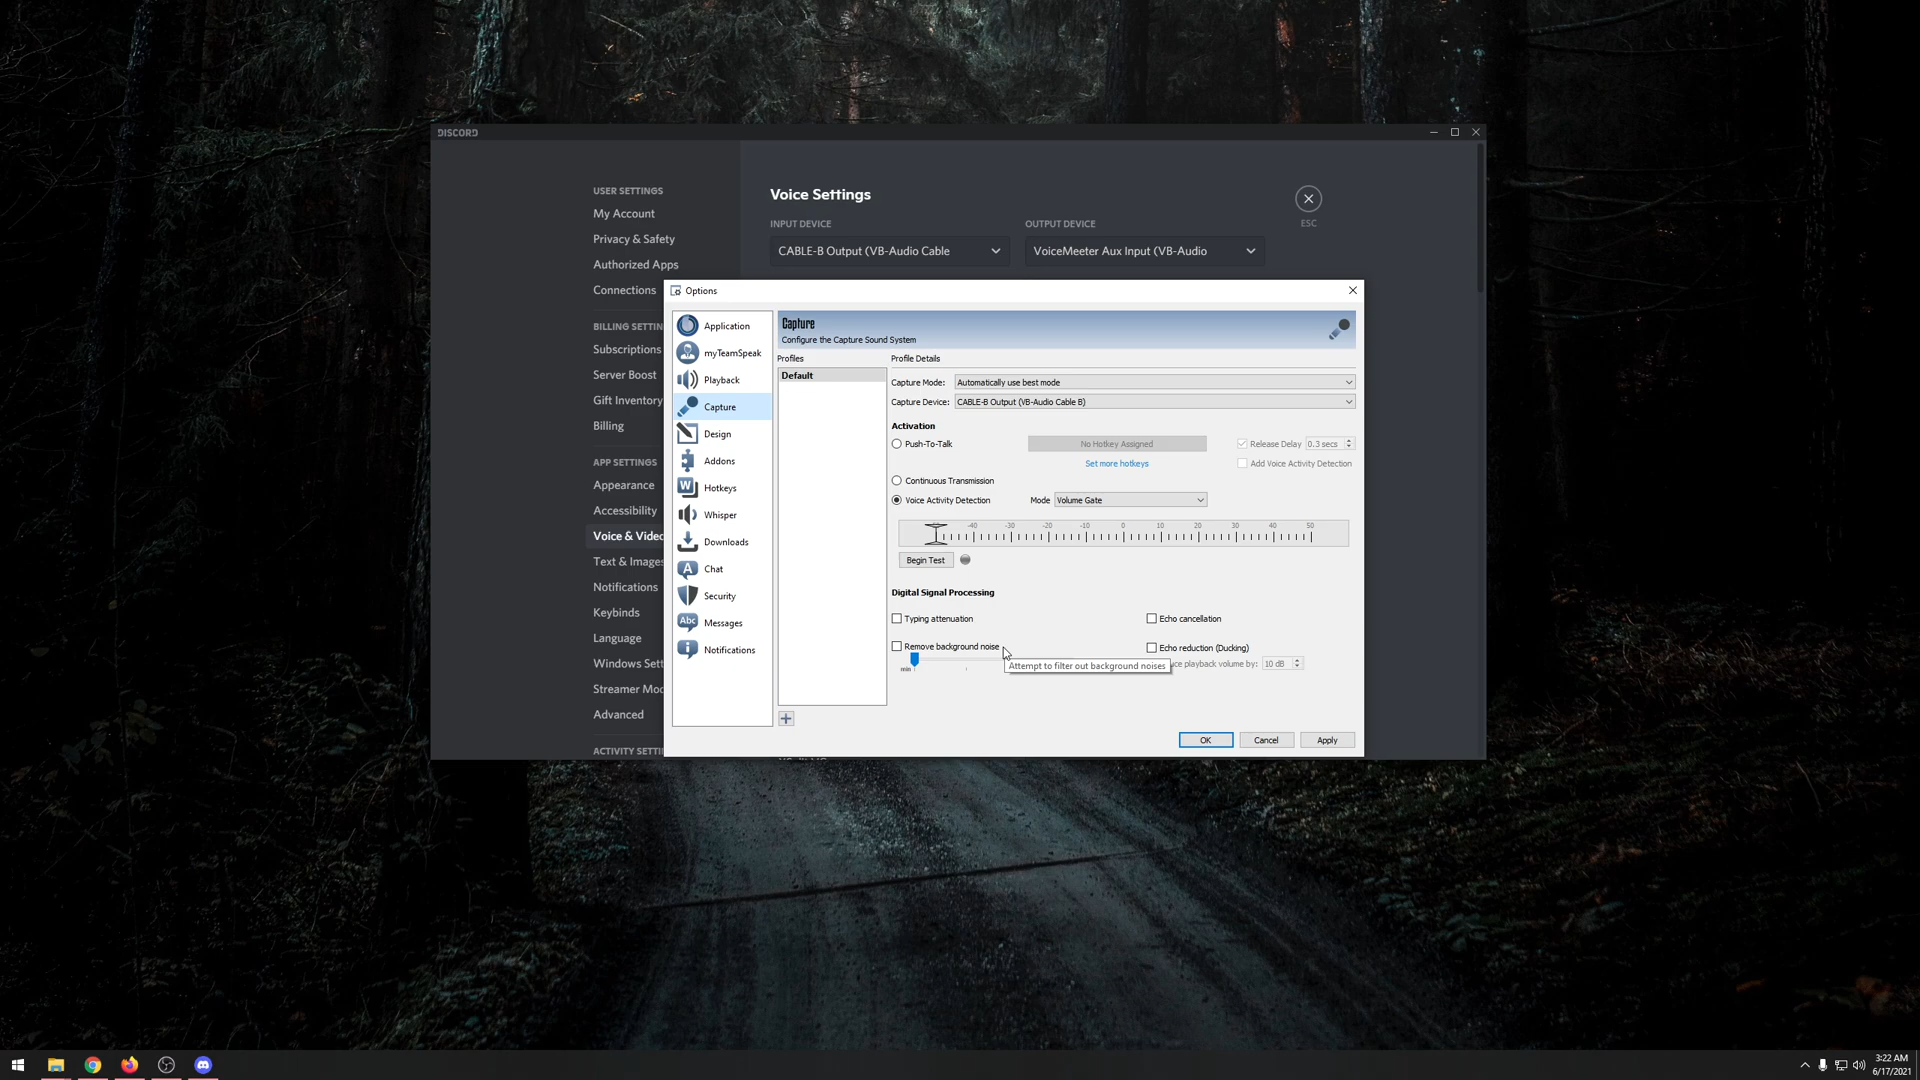 DISCORD
USER SETTINGS
My Account
Privacy & Safety
Authorized Apps
Connections
BILLING SETTIN
Subscriptions
Server Boost
Gift Inventory
Billing
APP SETTINGS
Appearance
Accessibility
Voice & Video
Text & Images
Notifications
Keybinds
Language
Windows Sett
Streamer Mod
Advanced
ACTIVITY SETTI
Voice Settings
INPUT DEVICE
CABLE-B Output (VB-Audio Cable
OUTPUT DEVICE
VoiceMeeter Aux Input (VB-Audio
ESC
Options
Application
myTeamSpeak
Playback
Capture
Design
Addons
Hotkeys
Whisper
Downloads
Chat
Security
Messages
Notifications
Capture
Configure the Capture Sound System
Profiles
Default
Profile Details
Capture Mode: Automatically use best mode
Capture Device: CABLE-B Output (VB-Audio Cable B)
Activation
Push-To-Talk No Hotkey Assigned Release Delay 0.3 secs
Set more hotkeys Add Voice Activity Detection
Continuous Transmission
Voice Activity Detection Mode Volume Gate
-40 -30 -20 -10 0 10 20 30 40 50
Begin Test
Digital Signal Processing
Typing attenuation Echo cancellation
Remove background noise Echo reduction (Ducking)
min Attempt to filter out background noises ce playback volume by: 10 dB
OK Cancel Apply
3:22 AM
6/17/2021